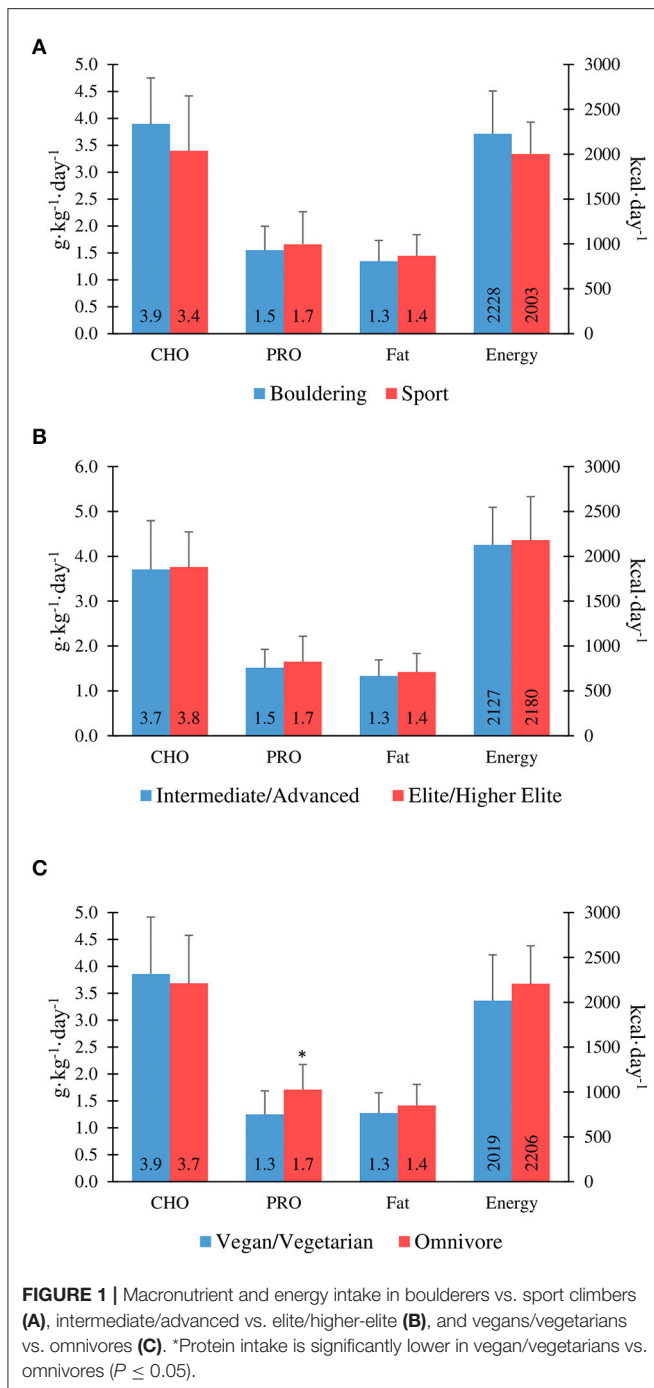 A
5.0
4.5
4.0
3.5
3.0
2.5
2.0
1.5
1.0
0.5
0.0
g·kg⁻¹·day⁻¹
3000
2500
2000
1500
1000
500
0
kcal·day⁻¹
3.9 3.4 1.5 1.7 1.3 1.4 2228 2003
CHO PRO Fat Energy
Bouldering Sport
B
6.0
5.0
4.0
3.0
2.0
1.0
0.0
g·kg⁻¹·day⁻¹
3000
2500
2000
1500
1000
500
0
kcal·day⁻¹
3.7 3.8 1.5 1.7 1.3 1.4 2127 2180
CHO PRO Fat Energy
Intermediate/Advanced Elite/Higher Elite
C
5.0
4.5
4.0
3.5
3.0
2.5
2.0
1.5
1.0
0.5
0.0
g·kg⁻¹·day⁻¹
3000
2500
2000
1500
1000
500
0
kcal·day⁻¹
*
3.9 3.7 1.3 1.7 1.3 1.4 2019 2206
CHO PRO Fat Energy
Vegan/Vegetarian Omnivore
FIGURE 1 | Macronutrient and energy intake in boulderers vs. sport climbers
(A), intermediate/advanced vs. elite/higher-elite (B), and vegans/vegetarians
vs. omnivores (C). *Protein intake is significantly lower in vegan/vegetarians vs.
omnivores (P ≤ 0.05).